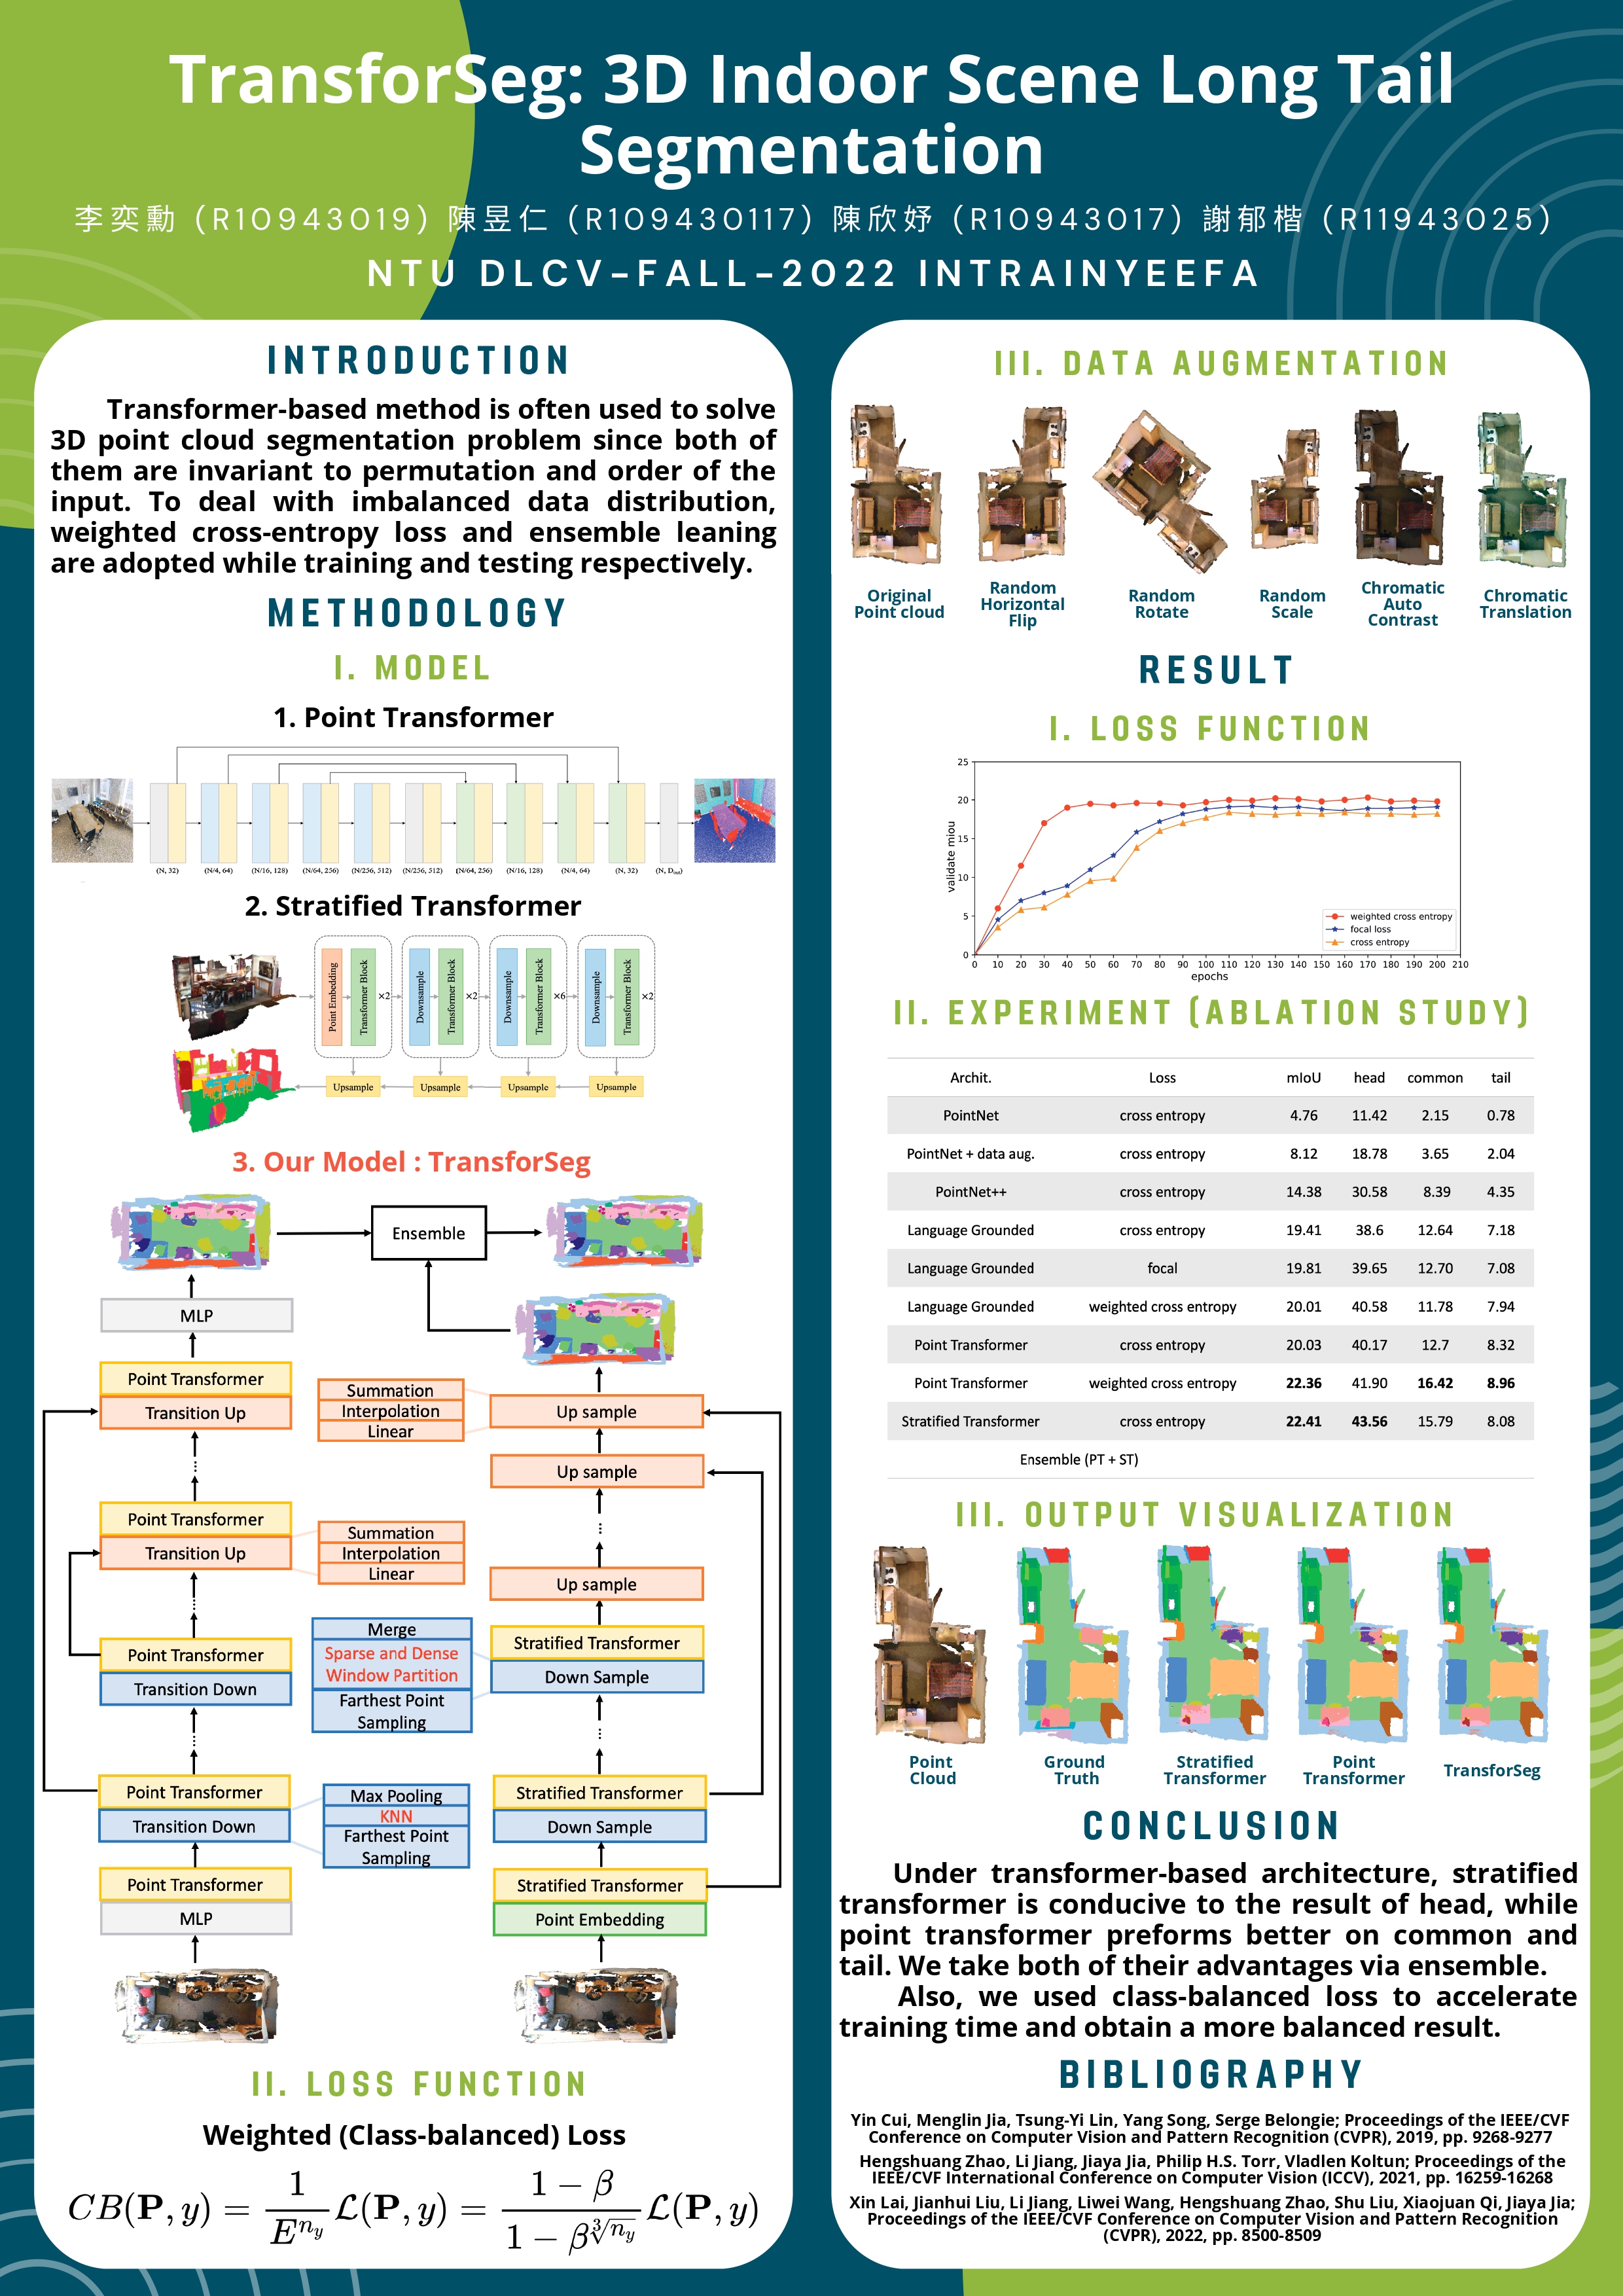 TransforSeg: 3D Indoor Scene Long Tail
Segmentation
李奕勳 (R10943019) 陳昱仁 (R109430117) 陳欣妤 (R10943017) 謝郁楷 (R11943025)
NTU DLCV-FALL-2022 INTRAINYEEFA
INTRODUCTION
Transformer-based method is often used to solve
3D point cloud segmentation problem since both of
them are invariant to permutation and order of the
input. To deal with imbalanced data distribution,
weighted cross-entropy loss and ensemble leaning
are adopted while training and testing respectively.
METHODOLOGY
I. MODEL
1. Point Transformer
(N, 32) (N/4, 64) (N/16, 128) (N/64, 256) (N/256, 512) (N/256, 512) (N/64, 256) (N/16, 128) (N/4, 64) (N, 32) (N, D_out)
2. Stratified Transformer
Point Embedding Transformer Block ×2 Downsample Transformer Block ×2 Downsample Transformer Block ×6 Downsample Transformer Block ×2
Upsample Upsample Upsample Upsample
3. Our Model : TransforSeg
Ensemble
MLP
Point Transformer
Transition Up
Summation
Interpolation
Linear
Up sample
Up sample
Point Transformer
Transition Up
Summation
Interpolation
Linear
Up sample
Point Transformer
Transition Down
Merge
Sparse and Dense
Window Partition
Farthest Point
Sampling
Stratified Transformer
Down Sample
Point Transformer
Transition Down
Max Pooling
KNN
Farthest Point
Sampling
Stratified Transformer
Down Sample
Point Transformer
MLP
Stratified Transformer
Point Embedding
II. LOSS FUNCTION
Weighted (Class-balanced) Loss
CB(P, y) = 1/E^{n_y} L(P, y) = (1 − β)/(1 − β^{∛n_y}) L(P, y)
III. DATA AUGMENTATION
Original
Point cloud
Random
Horizontal
Flip
Random
Rotate
Random
Scale
Chromatic
Auto
Contrast
Chromatic
Translation
RESULT
I. LOSS FUNCTION
25
20
15
10
5
0
validate miou
weighted cross entropy
focal loss
cross entropy
0 10 20 30 40 50 60 70 80 90 100 110 120 130 140 150 160 170 180 190 200 210
epochs
II. EXPERIMENT (ABLATION STUDY)
Archit. Loss mIoU head common tail
PointNet cross entropy 4.76 11.42 2.15 0.78
PointNet + data aug. cross entropy 8.12 18.78 3.65 2.04
PointNet++ cross entropy 14.38 30.58 8.39 4.35
Language Grounded cross entropy 19.41 38.6 12.64 7.18
Language Grounded focal 19.81 39.65 12.70 7.08
Language Grounded weighted cross entropy 20.01 40.58 11.78 7.94
Point Transformer cross entropy 20.03 40.17 12.7 8.32
Point Transformer weighted cross entropy 22.36 41.90 16.42 8.96
Stratified Transformer cross entropy 22.41 43.56 15.79 8.08
Ensemble (PT + ST)
III. OUTPUT VISUALIZATION
Point
Cloud
Ground
Truth
Stratified
Transformer
Point
Transformer
TransforSeg
CONCLUSION
Under transformer-based architecture, stratified
transformer is conducive to the result of head, while
point transformer preforms better on common and
tail. We take both of their advantages via ensemble.
Also, we used class-balanced loss to accelerate
training time and obtain a more balanced result.
BIBLIOGRAPHY
Yin Cui, Menglin Jia, Tsung-Yi Lin, Yang Song, Serge Belongie; Proceedings of the IEEE/CVF
Conference on Computer Vision and Pattern Recognition (CVPR), 2019, pp. 9268-9277
Hengshuang Zhao, Li Jiang, Jiaya Jia, Philip H.S. Torr, Vladlen Koltun; Proceedings of the
IEEE/CVF International Conference on Computer Vision (ICCV), 2021, pp. 16259-16268
Xin Lai, Jianhui Liu, Li Jiang, Liwei Wang, Hengshuang Zhao, Shu Liu, Xiaojuan Qi, Jiaya Jia;
Proceedings of the IEEE/CVF Conference on Computer Vision and Pattern Recognition
(CVPR), 2022, pp. 8500-8509